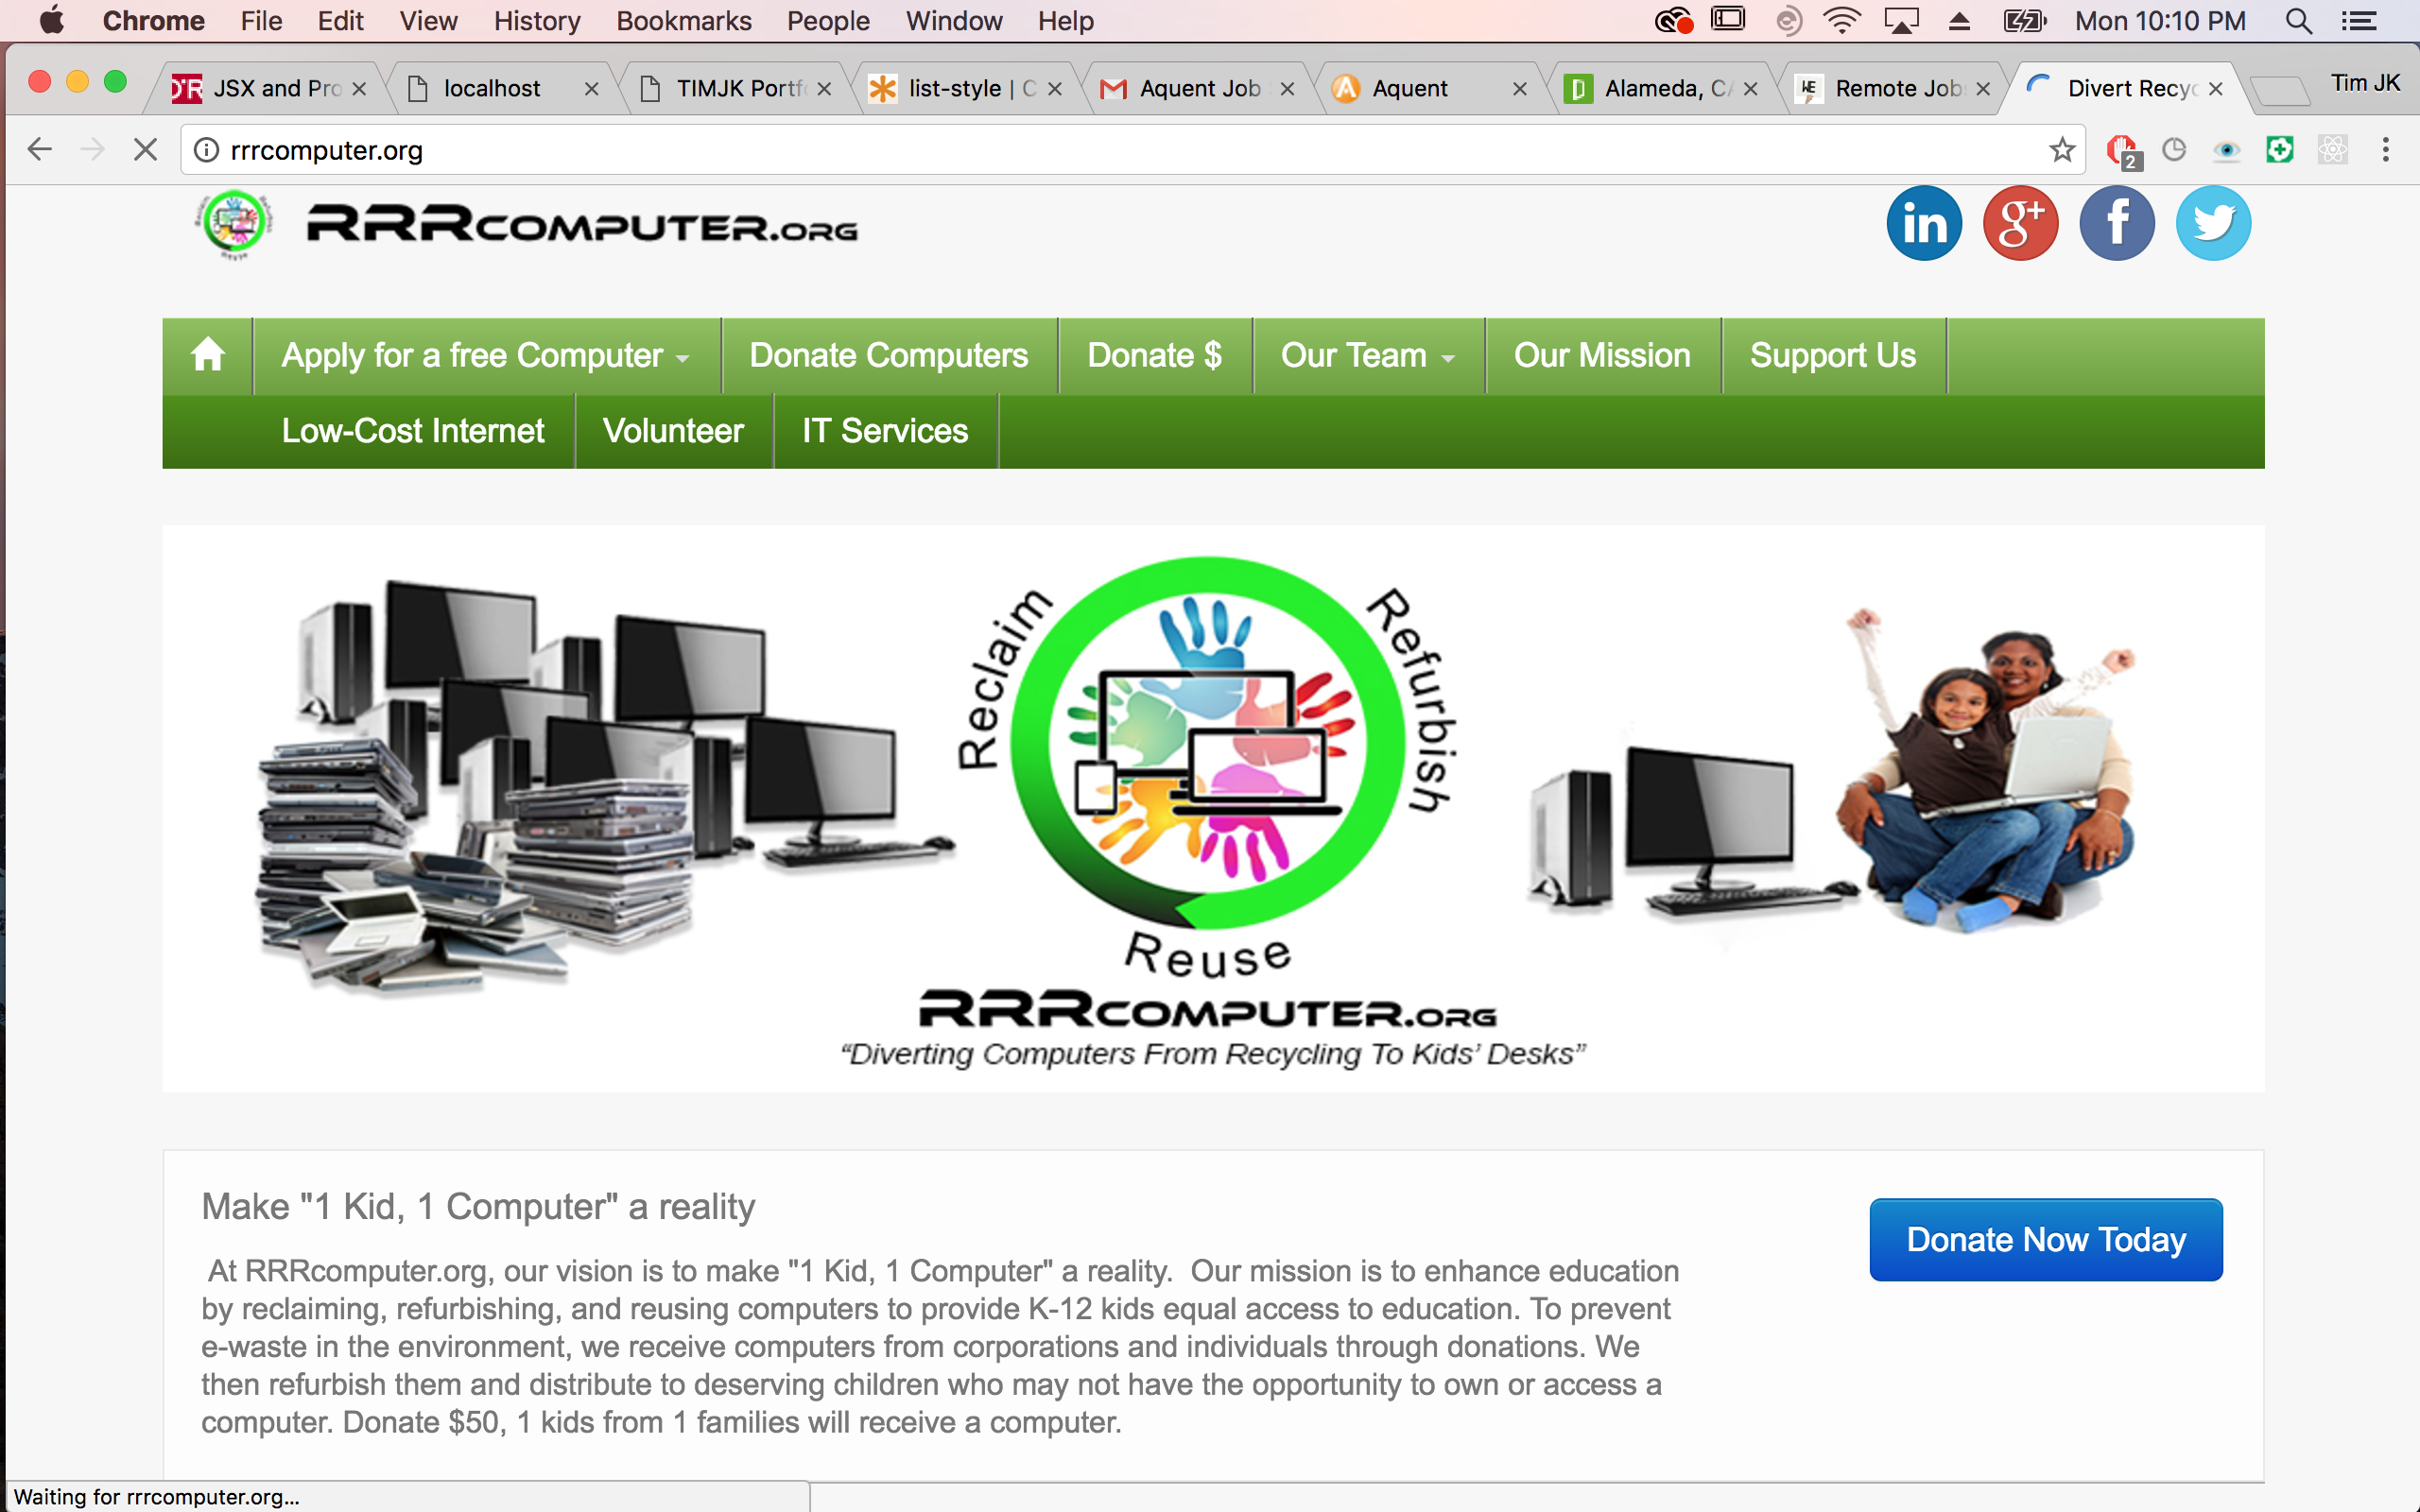 Chrome File Edit View History Bookmarks People Window Help Mon 10:10 PM
JSX and Pro localhost TIMJK Portf list-style | C Aquent Job Aquent Alameda, CA Remote Job Divert Recyc Tim JK
rrrcomputer.org 2
RRRCOMPUTER.ORG in g+ f
Apply for a free Computer Donate Computers Donate $ Our Team Our Mission Support Us
Low-Cost Internet Volunteer IT Services
Reclaim Refurbish
Reuse
RRRCOMPUTER.ORG
“Diverting Computers From Recycling To Kids’ Desks”
Make "1 Kid, 1 Computer" a reality
Donate Now Today
At RRRcomputer.org, our vision is to make "1 Kid, 1 Computer" a reality. Our mission is to enhance education
by reclaiming, refurbishing, and reusing computers to provide K-12 kids equal access to education. To prevent
e-waste in the environment, we receive computers from corporations and individuals through donations. We
then refurbish them and distribute to deserving children who may not have the opportunity to own or access a
computer. Donate $50, 1 kids from 1 families will receive a computer.
Waiting for rrrcomputer.org...